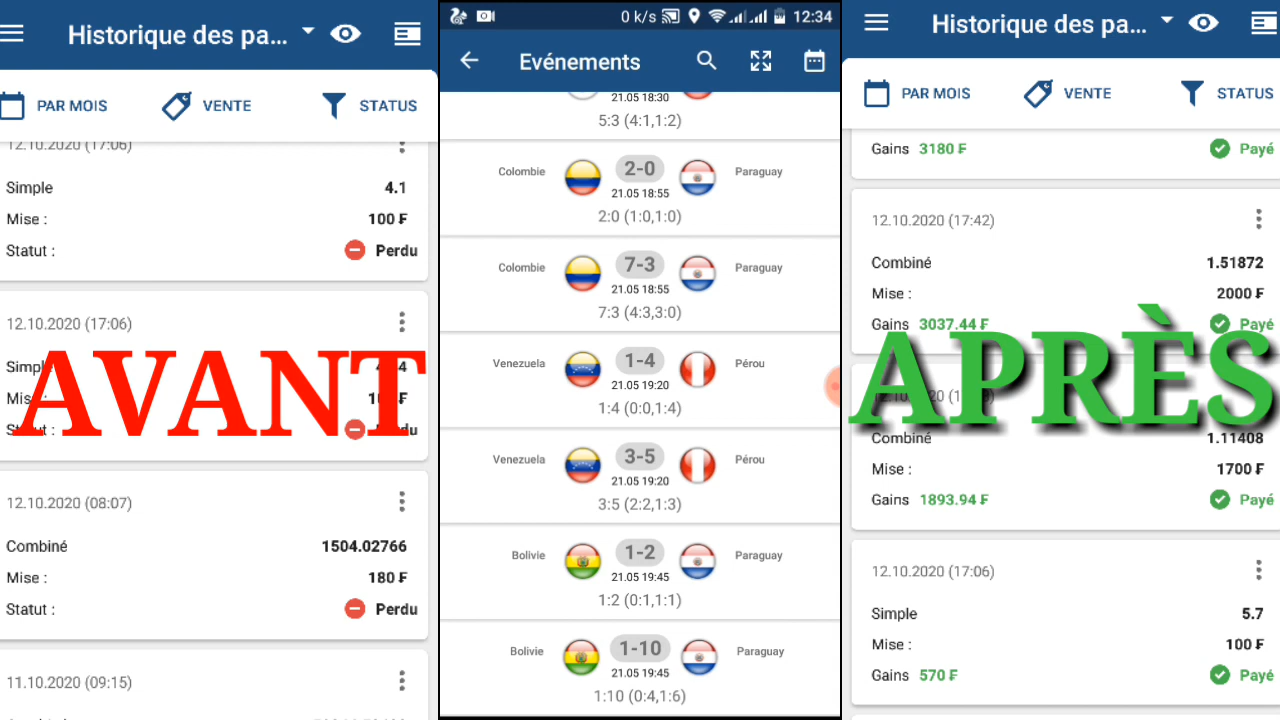 Historique des pa...
PAR MOIS VENTE STATUS
12.10.2020 (17:06)
Simple 4.1
Mise : 100 ₣
Statut : Perdu
12.10.2020 (17:06)
AVANT
12.10.2020 (08:07)
Combiné 1504.02766
Mise : 180 ₣
Statut : Perdu
11.10.2020 (09:15)
0 k/s 12:34
Evénements
21.05 18:30
5:3 (4:1,1:2)
Colombie 2-0 Paraguay
21.05 18:55
2:0 (1:0,1:0)
Colombie 7-3 Paraguay
21.05 18:55
7:3 (4:3,3:0)
Venezuela 1-4 Pérou
21.05 19:20
1:4 (0:0,1:4)
Venezuela 3-5 Pérou
21.05 19:20
3:5 (2:2,1:3)
Bolivie 1-2 Paraguay
21.05 19:45
1:2 (0:1,1:1)
Bolivie 1-10 Paraguay
21.05 19:45
1:10 (0:4,1:6)
Historique des pa...
PAR MOIS VENTE STATUS
Gains 3180 ₣ Payé
12.10.2020 (17:42)
Combiné 1.51872
Mise : 2000 ₣
Gains 3037.44 ₣ Payé
APRÈS
Combiné 1.11408
Mise : 1700 ₣
Gains 1893.94 ₣ Payé
12.10.2020 (17:06)
Simple 5.7
Mise : 100 ₣
Gains 570 ₣ Payé